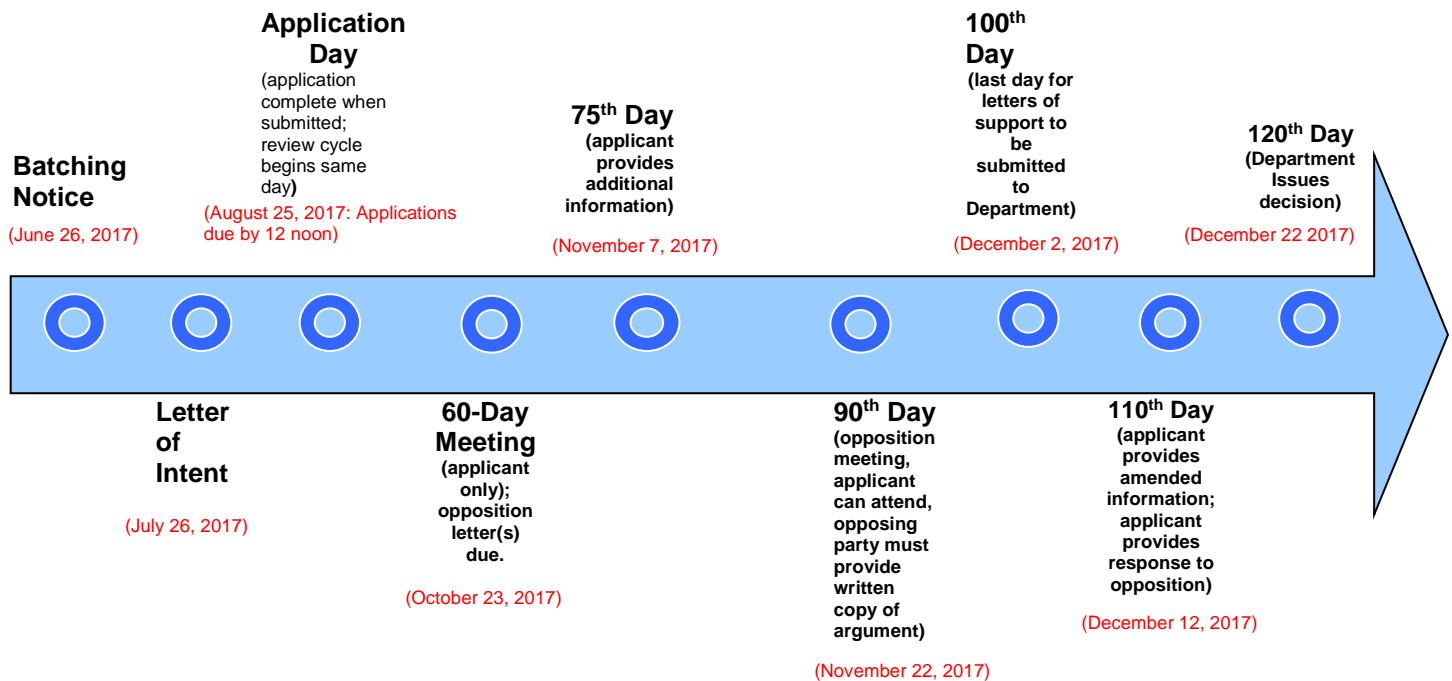 Batching
Notice
(June 26, 2017)
Letter
of
Intent
(July 26, 2017)
Application
Day
(application
complete when
submitted;
review cycle
begins same
day)
(August 25, 2017: Applications
due by 12 noon)
60-Day
Meeting
(applicant
only);
opposition
letter(s)
due.
(October 23, 2017)
75th Day
(applicant
provides
additional
information)
(November 7, 2017)
90th Day
(opposition
meeting,
applicant
can attend,
opposing
party must
provide
written
copy of
argument)
(November 22, 2017)
100th
Day
(last day for
letters of
support to
be
submitted
to
Department)
(December 2, 2017)
110th Day
(applicant
provides
amended
information;
applicant
provides
response to
opposition)
(December 12, 2017)
120th Day
(Department
Issues
decision)
(December 22 2017)